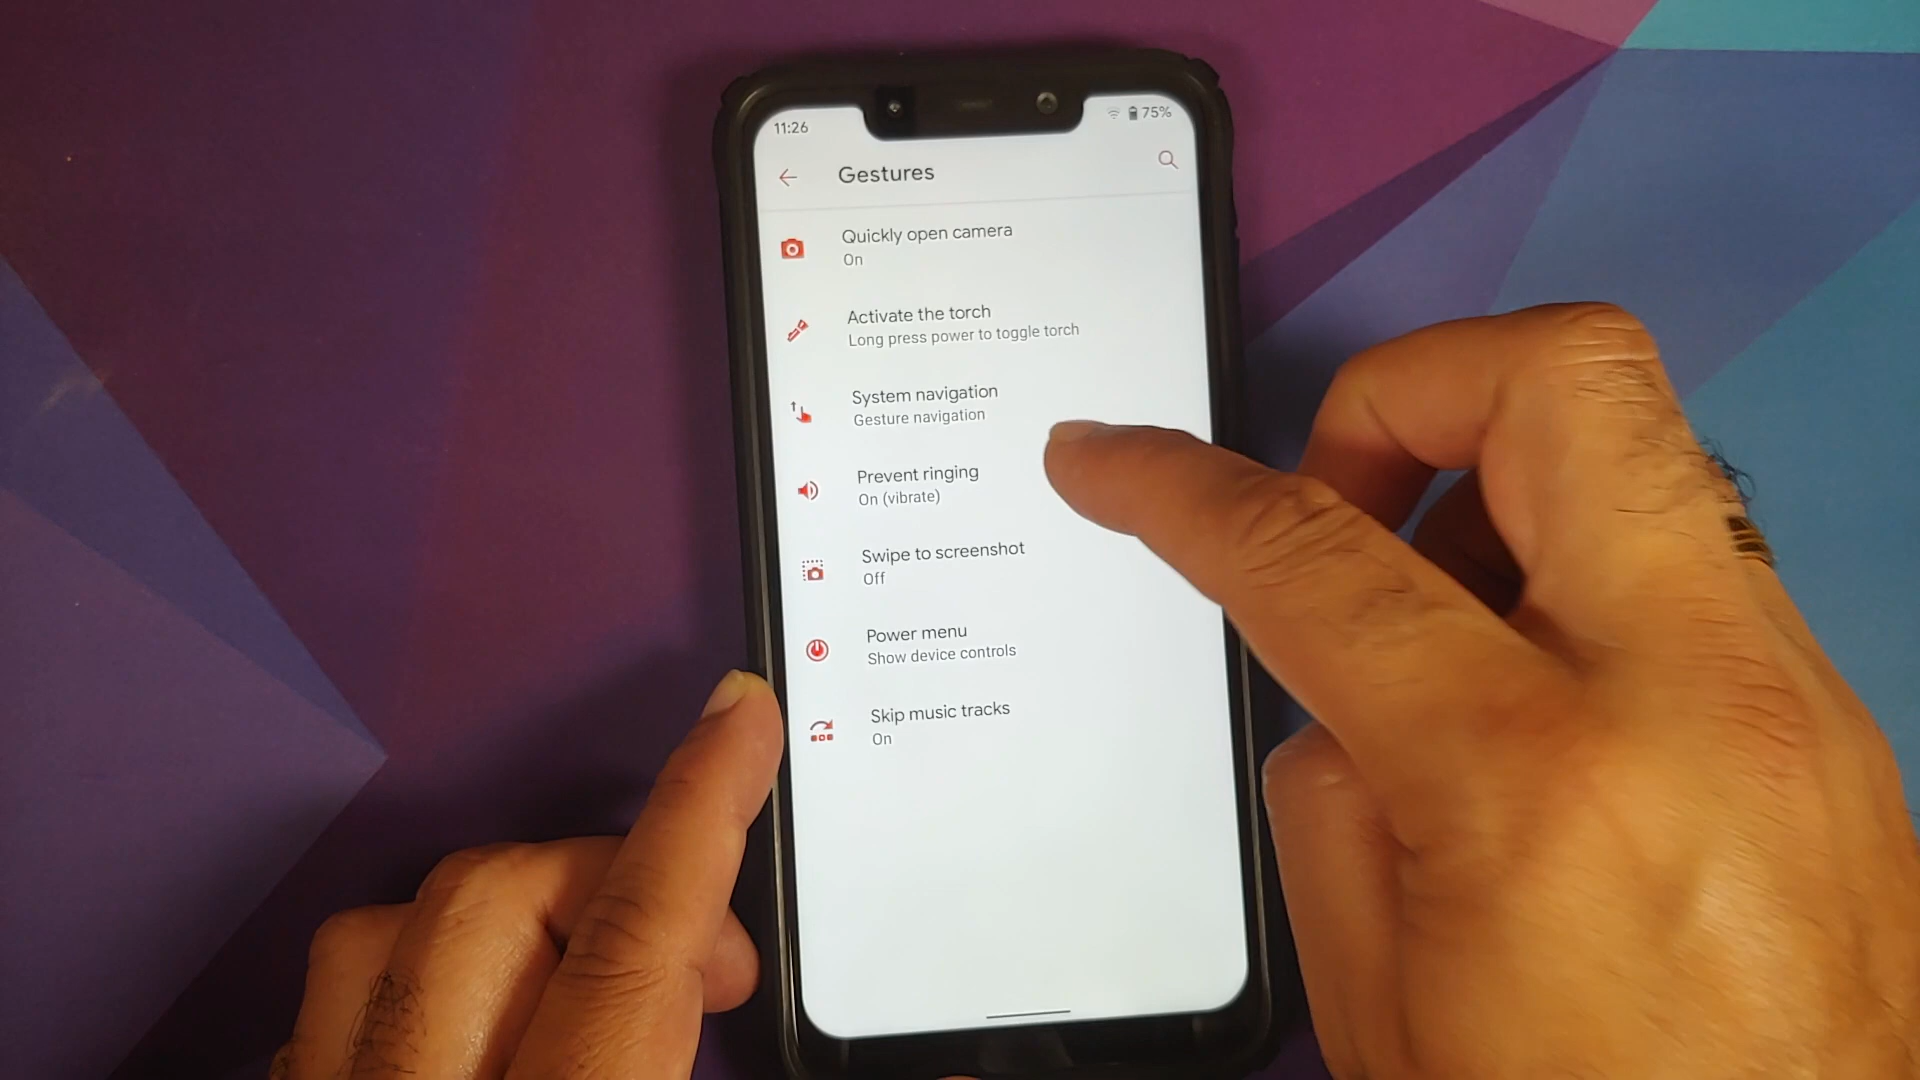 11:26
75%
Gestures
Quickly open camera
On
Activate the torch
Long press power to toggle torch
System navigation
Gesture navigation
Prevent ringing
On (vibrate)
Swipe to screenshot
Off
Power menu
Show device controls
Skip music tracks
On